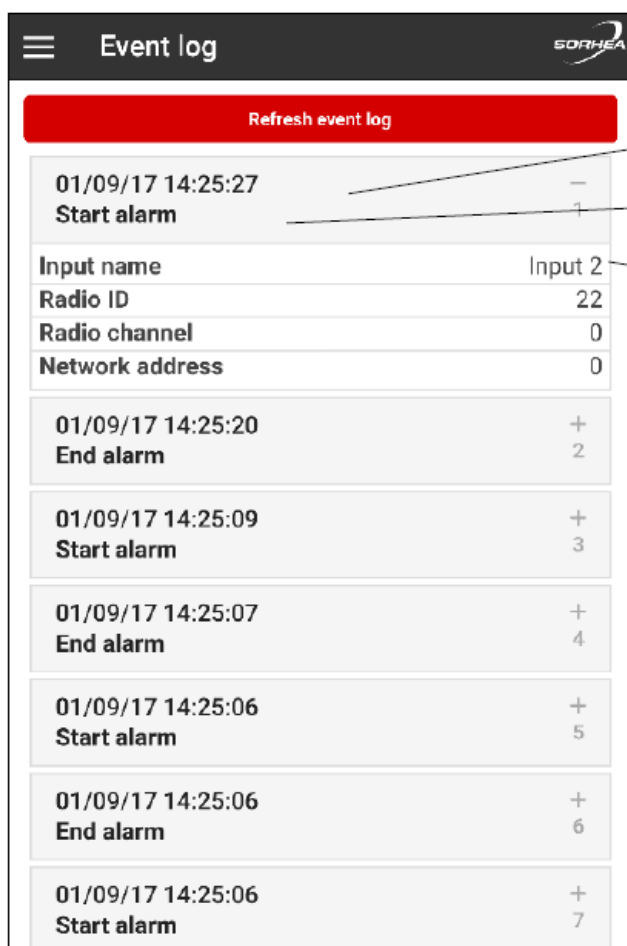 Event log
SORHEA
Refresh event log
01/09/17 14:25:27
−
Start alarm
1
Input name Input 2
Radio ID 22
Radio channel 0
Network address 0
01/09/17 14:25:20 +
End alarm 2
01/09/17 14:25:09 +
Start alarm 3
01/09/17 14:25:07 +
End alarm 4
01/09/17 14:25:06 +
Start alarm 5
01/09/17 14:25:06 +
End alarm 6
01/09/17 14:25:06 +
Start alarm 7